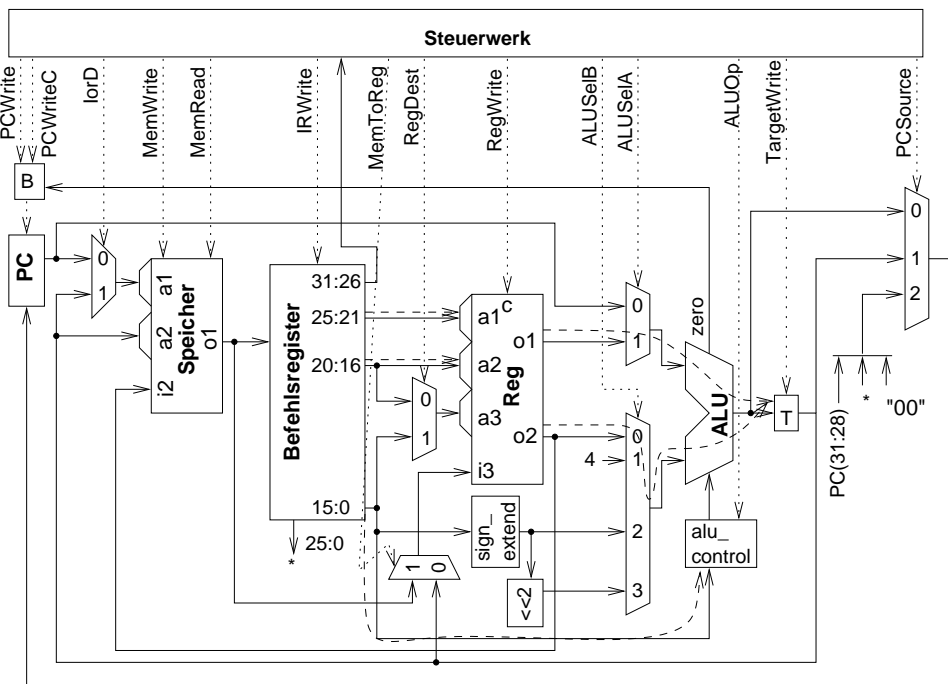 Steuerwerk
PCWrite
PCWriteC
IorD
MemWrite
MemRead
IRWrite
MemToReg
RegDest
RegWrite
ALUSelB
ALUSelA
ALUOp
TargetWrite
PCSource
B
PC
0
1
a1
a2
i2
o1
Speicher
Befehlsregister
31:26
25:21
20:16
15:0
25:0
*
0
1
a1
c
a2
a3
i3
o1
o2
Reg
1
0
sign_
extend
<<2
0
1
4
0
1
2
3
zero
ALU
alu_
control
T
0
1
2
PC(31:28)
*
"00"